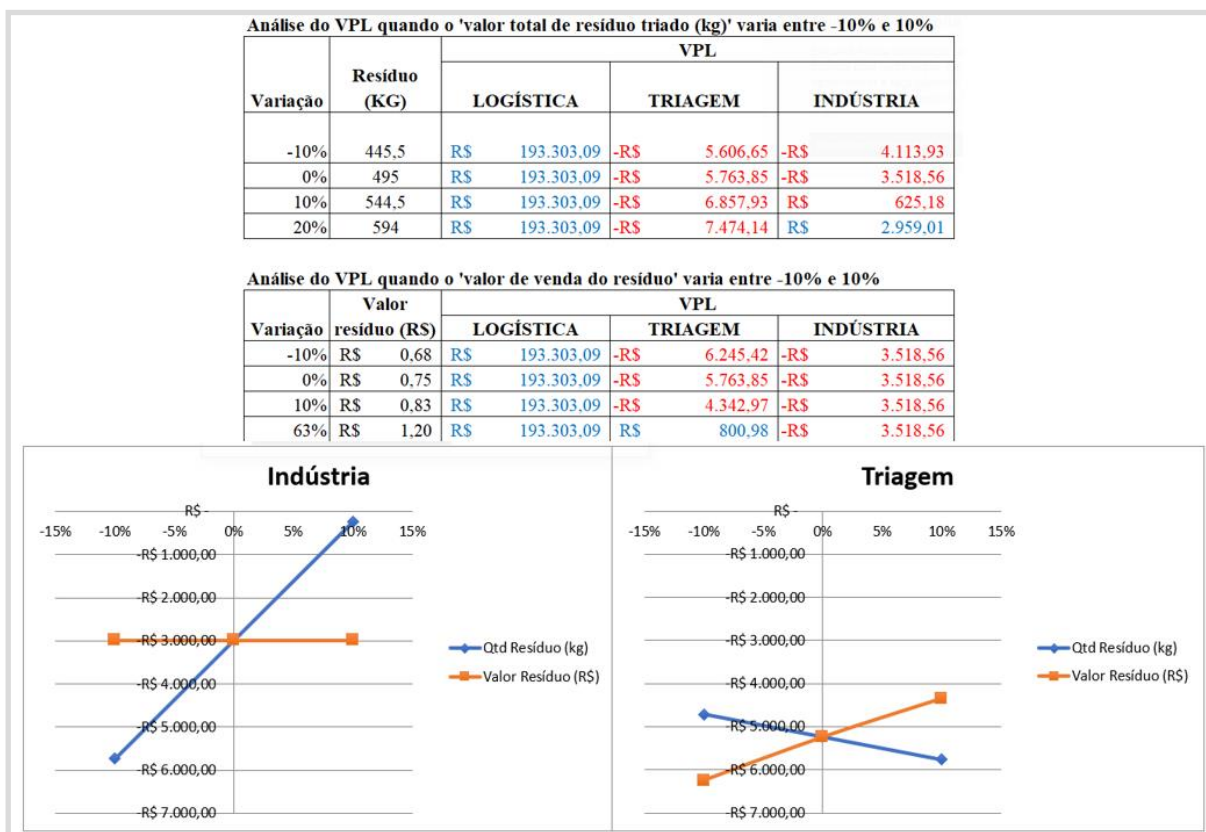 Análise do VPL quando o 'valor total de resíduo triado (kg)' varia entre -10% e 10%
VPL
Variação Resíduo (KG) LOGÍSTICA TRIAGEM INDÚSTRIA
-10% 445,5 R$ 193.303,09 -R$ 5.606,65 -R$ 4.113,93
0% 495 R$ 193.303,09 -R$ 5.763,85 -R$ 3.518,56
10% 544,5 R$ 193.303,09 -R$ 6.857,93 R$ 625,18
20% 594 R$ 193.303,09 -R$ 7.474,14 R$ 2.959,01
Análise do VPL quando o 'valor de venda do resíduo' varia entre -10% e 10%
Valor VPL
Variação resíduo (R$) LOGÍSTICA TRIAGEM INDÚSTRIA
-10% R$ 0,68 R$ 193.303,09 -R$ 6.245,42 -R$ 3.518,56
0% R$ 0,75 R$ 193.303,09 -R$ 5.763,85 -R$ 3.518,56
10% R$ 0,83 R$ 193.303,09 -R$ 4.342,97 -R$ 3.518,56
63% R$ 1,20 R$ 193.303,09 R$ 800,98 -R$ 3.518,56
Indústria
R$ -
-15% -10% -5% 0% 5% 10% 15%
-R$ 1.000,00
-R$ 2.000,00
-R$ 3.000,00
-R$ 4.000,00
-R$ 5.000,00
-R$ 6.000,00
-R$ 7.000,00
Qtd Resíduo (kg)
Valor Resíduo (R$)
Triagem
R$ -
-15% -10% -5% 0% 5% 10% 15%
-R$ 1.000,00
-R$ 2.000,00
-R$ 3.000,00
-R$ 4.000,00
-R$ 5.000,00
-R$ 6.000,00
-R$ 7.000,00
Qtd Resíduo (kg)
Valor Resíduo (R$)